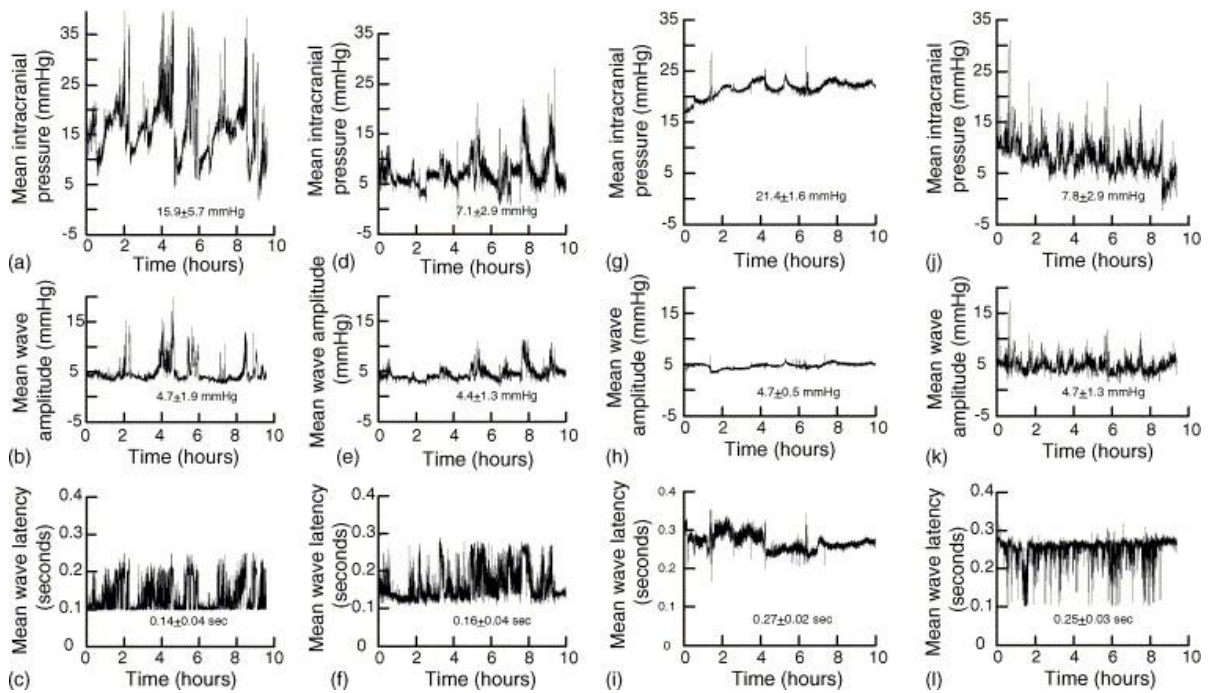 Mean intracranial
pressure (mmHg)
35
25
15
5
-5
15.9±5.7 mmHg
0 2 4 6 8 10
(a)
Time (hours)
Mean intracranial
pressure (mmHg)
35
25
15
5
-5
7.1±2.9 mmHg
0 2 4 6 8 10
(d)
Time (hours)
Mean intracranial
pressure (mmHg)
35
25
15
5
-5
21.4±1.6 mmHg
0 2 4 6 8 10
(g)
Time (hours)
Mean intracranial
pressure (mmHg)
35
25
15
5
-5
7.8±2.9 mmHg
0 2 4 6 8 10
(j)
Time (hours)
Mean wave
amplitude (mmHg)
15
5
-5
4.7±1.9 mmHg
0 2 4 6 8 10
(b)
Time (hours)
Mean wave amplitude
(mmHg)
15
5
-5
4.4±1.3 mmHg
0 2 4 6 8 10
(e)
Time (hours)
Mean wave
amplitude (mmHg)
15
5
-5
4.7±0.5 mmHg
0 2 4 6 8 10
(h)
Time (hours)
Mean wave
amplitude (mmHg)
15
5
-5
4.7±1.3 mmHg
0 2 4 6 8 10
(k)
Time (hours)
Mean wave latency
(seconds)
0.4
0.3
0.2
0.1
0
0.14±0.04 sec
0 2 4 6 8 10
(c)
Time (hours)
Mean wave latency
(seconds)
0.4
0.3
0.2
0.1
0
0.16±0.04 sec
0 2 4 6 8 10
(f)
Time (hours)
Mean wave latency
(seconds)
0.4
0.3
0.2
0.1
0
0.27±0.02 sec
0 2 4 6 8 10
(i)
Time (hours)
Mean wave latency
(seconds)
0.4
0.3
0.2
0.1
0
0.25±0.03 sec
0 2 4 6 8 10
(l)
Time (hours)